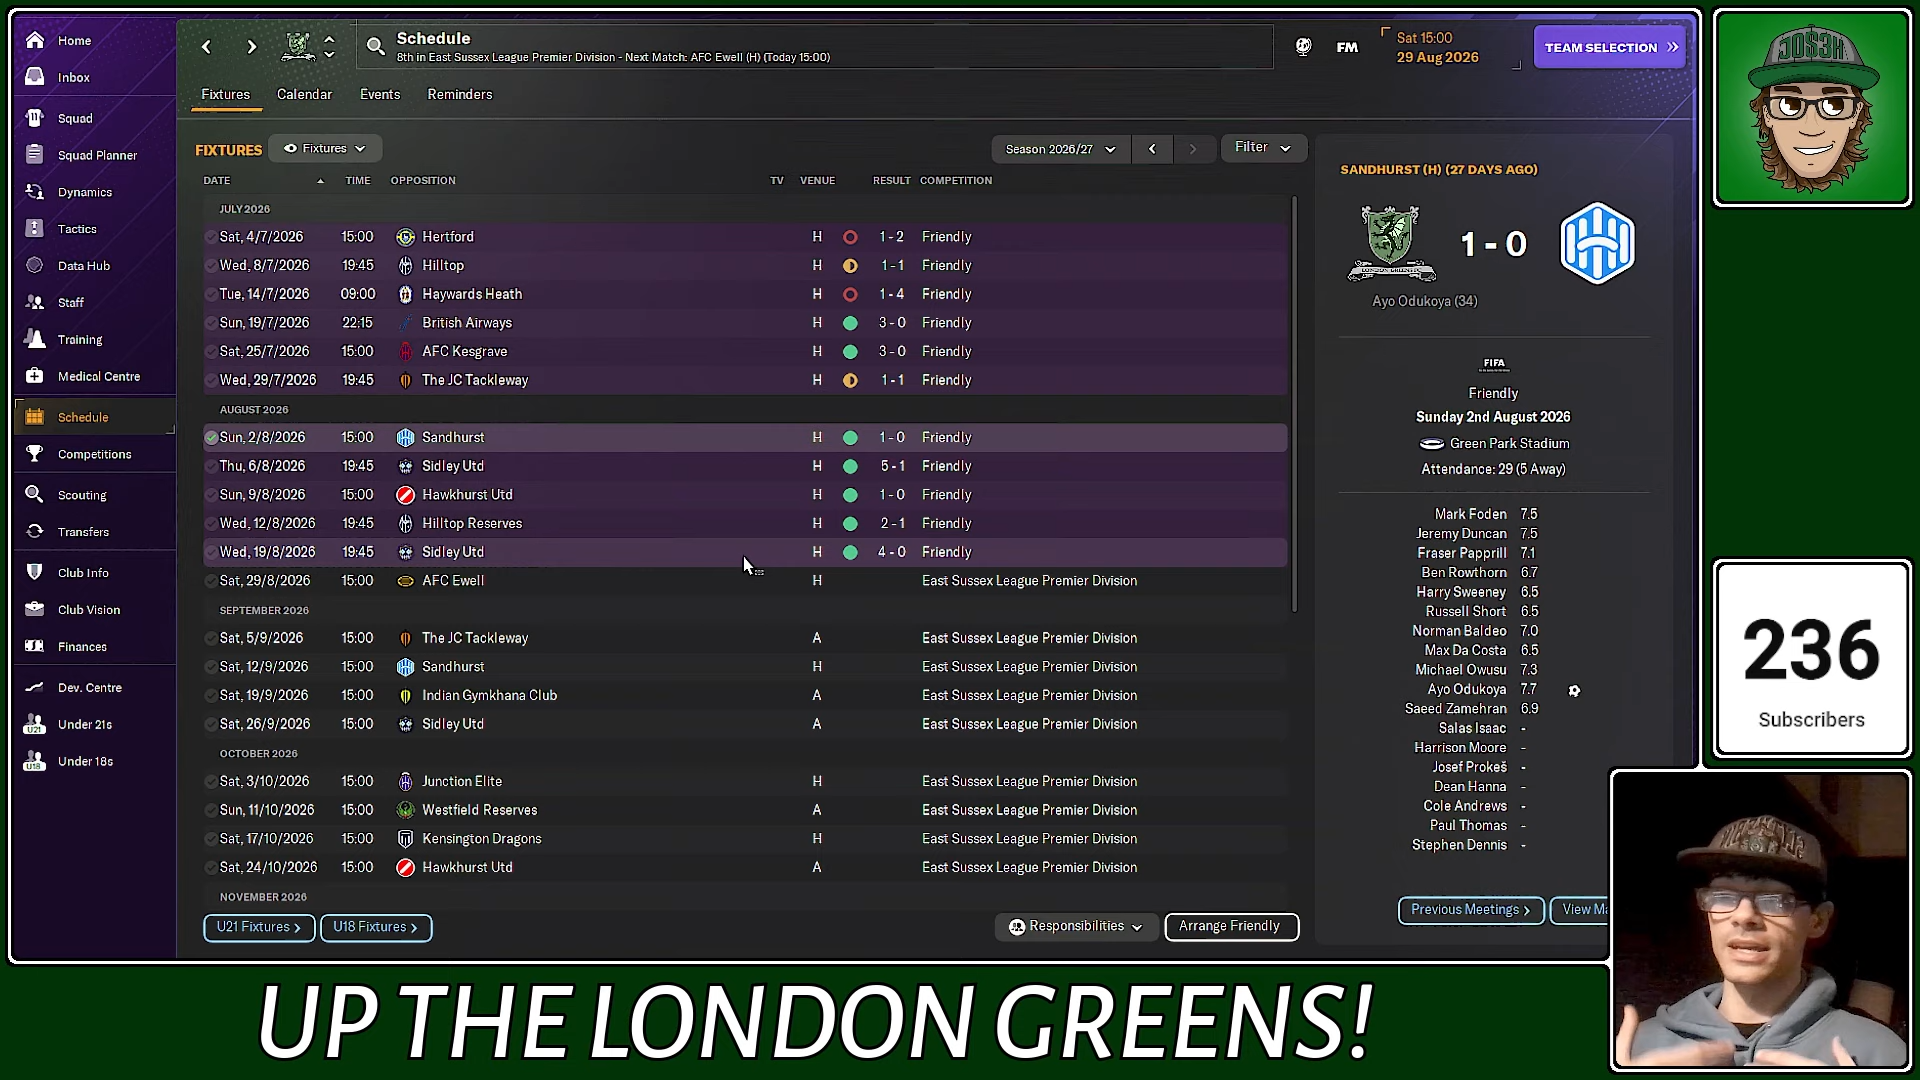 Home
Inbox
Squad
Squad Planner
Dynamics
Tactics
Data Hub
Staff
Training
Medical Centre
Schedule
Competitions
Scouting
Transfers
Club Info
Club Vision
Finances
Dev. Centre
U21 Under 21s
U18 Under 18s
Schedule
8th in East Sussex League Premier Division - Next Match: AFC Ewell (H) (Today 15:00)
FM
Sat 15:00
29 Aug 2026
TEAM SELECTION
Fixtures Calendar Events Reminders
FIXTURES Fixtures Season 2026/27 Filter
DATE TIME OPPOSITION TV VENUE RESULT COMPETITION
JULY 2026
Sat, 4/7/2026 15:00 Hertford H 1 - 2 Friendly
Wed, 8/7/2026 19:45 Hilltop H 1 - 1 Friendly
Tue, 14/7/2026 09:00 Haywards Heath H 1 - 4 Friendly
Sun, 19/7/2026 22:15 British Airways H 3 - 0 Friendly
Sat, 25/7/2026 15:00 AFC Kesgrave H 3 - 0 Friendly
Wed, 29/7/2026 19:45 The JC Tackleway H 1 - 1 Friendly
AUGUST 2026
Sun, 2/8/2026 15:00 Sandhurst H 1 - 0 Friendly
Thu, 6/8/2026 19:45 Sidley Utd H 5 - 1 Friendly
Sun, 9/8/2026 15:00 Hawkhurst Utd H 1 - 0 Friendly
Wed, 12/8/2026 19:45 Hilltop Reserves H 2 - 1 Friendly
Wed, 19/8/2026 19:45 Sidley Utd H 4 - 0 Friendly
Sat, 29/8/2026 15:00 AFC Ewell H East Sussex League Premier Division
SEPTEMBER 2026
Sat, 5/9/2026 15:00 The JC Tackleway A East Sussex League Premier Division
Sat, 12/9/2026 15:00 Sandhurst H East Sussex League Premier Division
Sat, 19/9/2026 15:00 Indian Gymkhana Club A East Sussex League Premier Division
Sat, 26/9/2026 15:00 Sidley Utd A East Sussex League Premier Division
OCTOBER 2026
Sat, 3/10/2026 15:00 Junction Elite H East Sussex League Premier Division
Sun, 11/10/2026 15:00 Westfield Reserves A East Sussex League Premier Division
Sat, 17/10/2026 15:00 Kensington Dragons H East Sussex League Premier Division
Sat, 24/10/2026 15:00 Hawkhurst Utd A East Sussex League Premier Division
NOVEMBER 2026
U21 Fixtures U18 Fixtures Responsibilities Arrange Friendly
SANDHURST (H) (27 DAYS AGO)
LONDON GREENS FC
1 - 0
Ayo Odukoya (34)
FIFA
Friendly
Sunday 2nd August 2026
Green Park Stadium
Attendance: 29 (5 Away)
Mark Foden 7.5
Jeremy Duncan 7.5
Fraser Papprill 7.1
Ben Rowthorn 6.7
Harry Sweeney 6.5
Russell Short 6.5
Norman Baldeo 7.0
Max Da Costa 6.5
Michael Owusu 7.3
Ayo Odukoya 7.7
Saeed Zamehran 6.9
Salas Isaac -
Harrison Moore -
Josef Prokeš -
Dean Hanna -
Cole Andrews -
Paul Thomas -
Stephen Dennis -
Previous Meetings View Ma
JOS3H
236
Subscribers
UP THE LONDON GREENS!